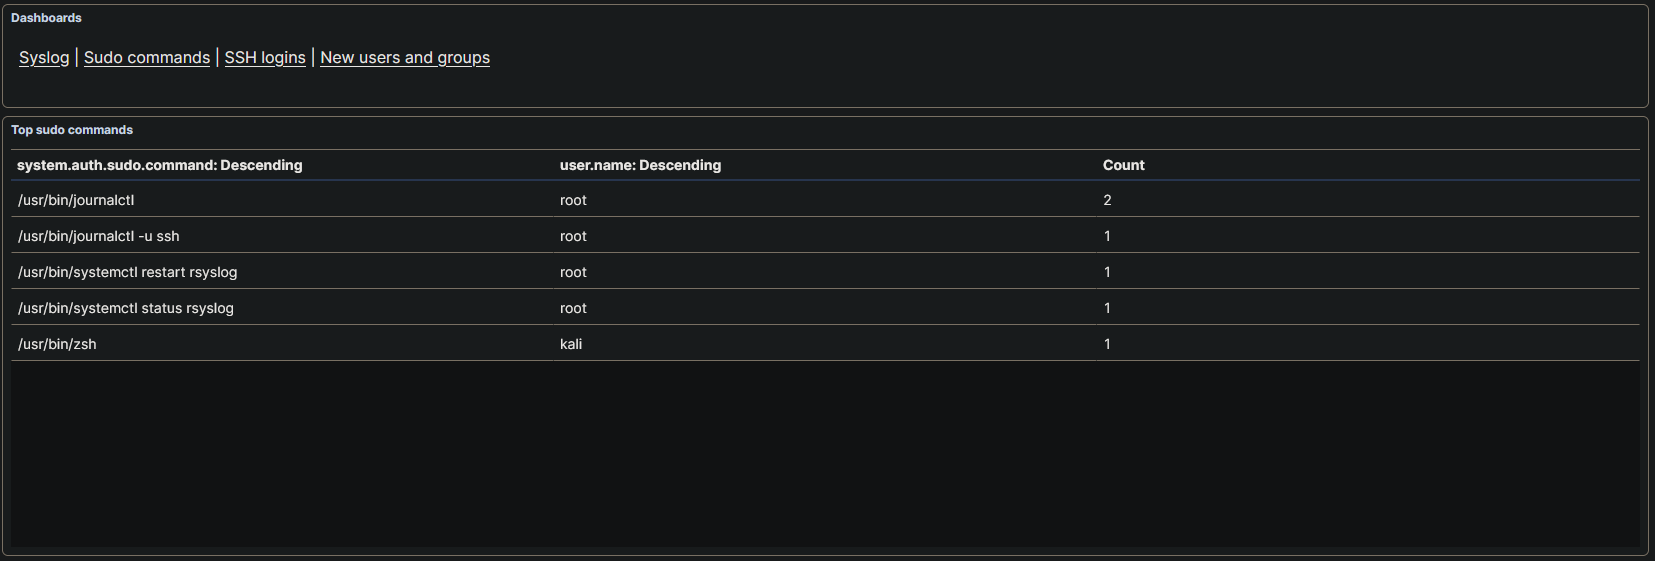 Dashboards
Syslog | Sudo commands | SSH logins | New users and groups
Top sudo commands
system.auth.sudo.command: Descending user.name: Descending Count
/usr/bin/journalctl root 2
/usr/bin/journalctl -u ssh root 1
/usr/bin/systemctl restart rsyslog root 1
/usr/bin/systemctl status rsyslog root 1
/usr/bin/zsh kali 1